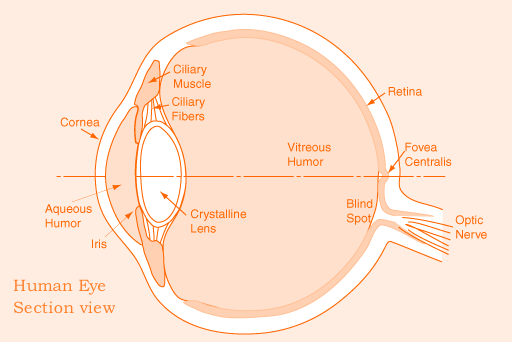 Ciliary
Muscle
Ciliary
Fibers
Cornea
Retina
Vitreous
Humor
Fovea
Centralis
Aqueous
Humor
Iris
Crystalline
Lens
Blind
Spot
Optic
Nerve
Human Eye
Section view